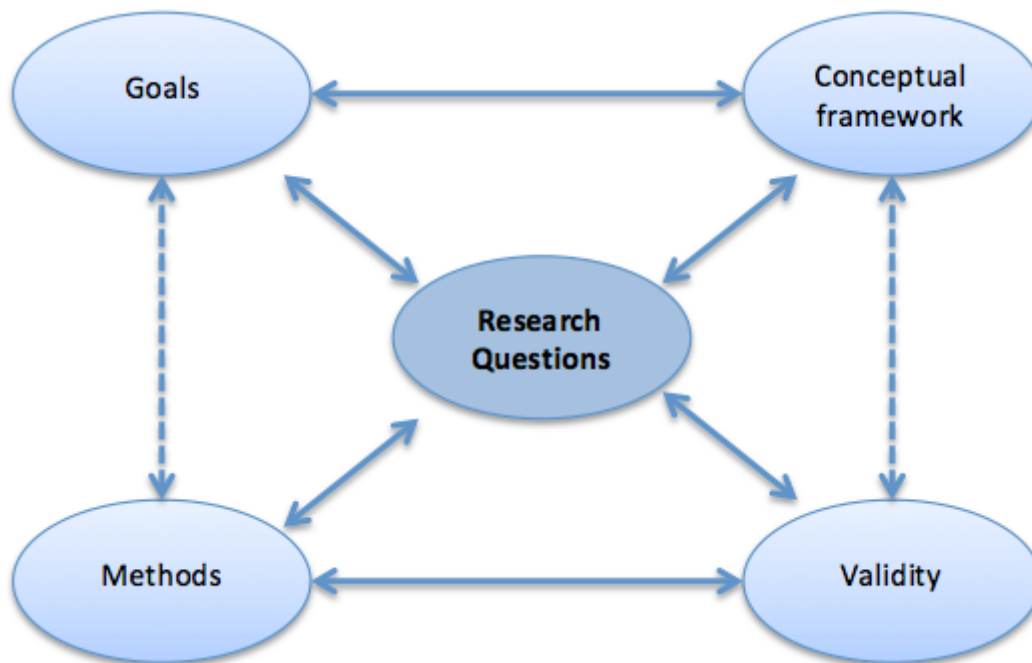 Goals
Conceptual
framework
Research
Questions
Methods
Validity